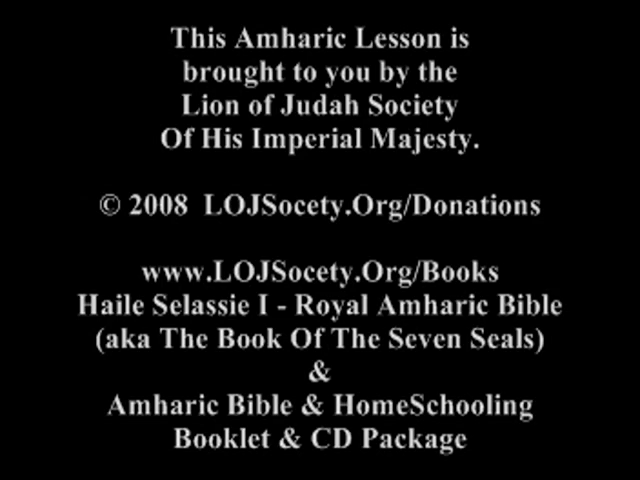 This Amharic Lesson is
brought to you by the
Lion of Judah Society
Of His Imperial Majesty.
© 2008 LOJSocety.Org/Donations
www.LOJSocety.Org/Books
Haile Selassie I - Royal Amharic Bible
(aka The Book Of The Seven Seals)
&
Amharic Bible & HomeSchooling
Booklet & CD Package